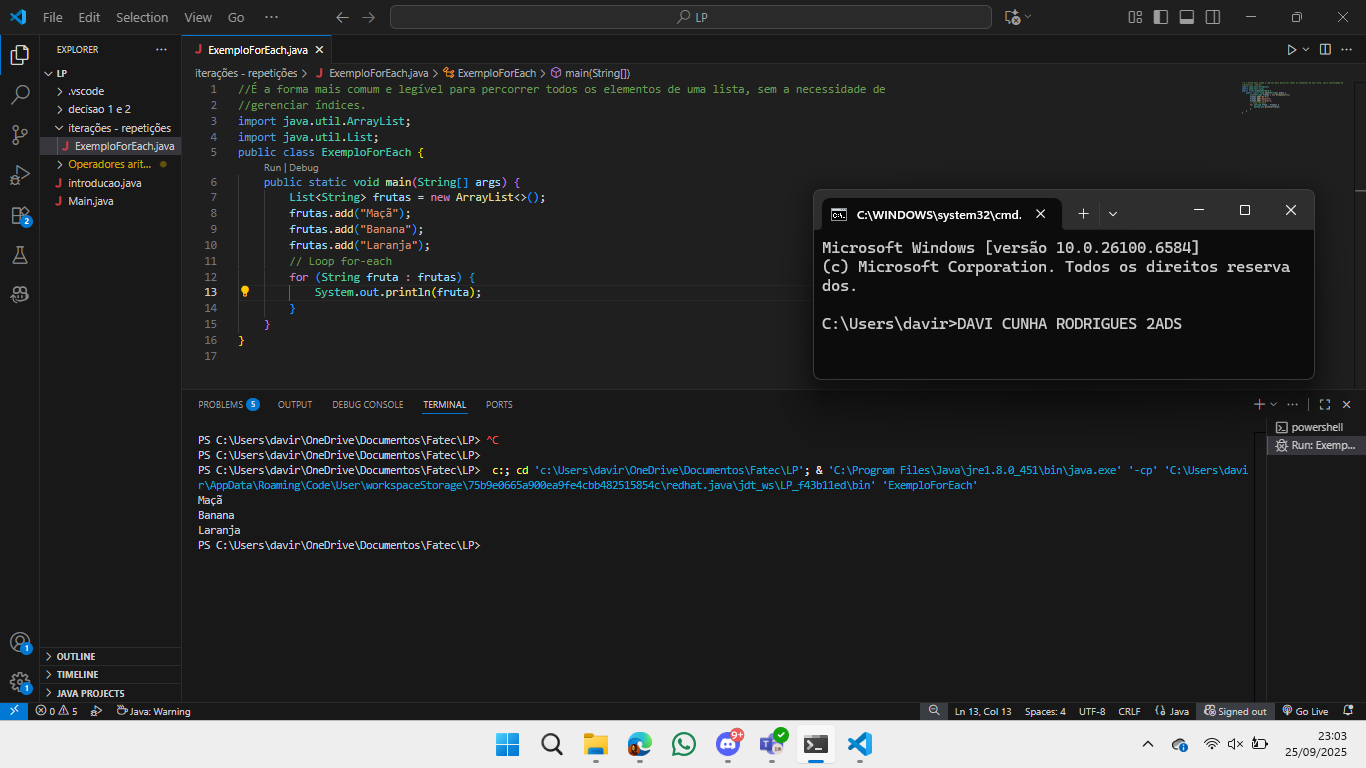 File Edit Selection View Go ···
LP
EXPLORER ···
LP
.vscode
decisao 1 e 2
iterações - repetições
ExemploForEach.java
Operadores arit...
introducao.java
Main.java
OUTLINE
TIMELINE
JAVA PROJECTS
ExemploForEach.java
iterações - repetições > ExemploForEach.java > ExemploForEach > main(String[])
1 //É a forma mais comum e legível para percorrer todos os elementos de uma lista, sem a necessidade de
2 //gerenciar índices.
3 import java.util.ArrayList;
4 import java.util.List;
5 public class ExemploForEach {
Run | Debug
6 public static void main(String[] args) {
7 List<String> frutas = new ArrayList<>();
8 frutas.add("Maçã");
9 frutas.add("Banana");
10 frutas.add("Laranja");
11 // Loop for-each
12 for (String fruta : frutas) {
13 System.out.println(fruta);
14 }
15 }
16 }
17
C:\WINDOWS\system32\cmd.
Microsoft Windows [versão 10.0.26100.6584]
(c) Microsoft Corporation. Todos os direitos reserva
dos.
C:\Users\davir>DAVI CUNHA RODRIGUES 2ADS
PROBLEMS 5 OUTPUT DEBUG CONSOLE TERMINAL PORTS
PS C:\Users\davir\OneDrive\Documentos\Fatec\LP> ^C
PS C:\Users\davir\OneDrive\Documentos\Fatec\LP>
PS C:\Users\davir\OneDrive\Documentos\Fatec\LP> c:; cd 'c:\Users\davir\OneDrive\Documentos\Fatec\LP'; & 'C:\Program Files\Java\jre1.8.0_451\bin\java.exe' '-cp' 'C:\Users\davi
r\AppData\Roaming\Code\User\workspaceStorage\75b9e0665a900ea9fe4cbb482515854c\redhat.java\jdt_ws\LP_f43b11ed\bin' 'ExemploForEach'
Maçã
Banana
Laranja
PS C:\Users\davir\OneDrive\Documentos\Fatec\LP>
powershell
Run: Exemp...
2
1
1
0 5 Java: Warning
Ln 13, Col 13 Spaces: 4 UTF-8 CRLF {} Java Signed out Go Live
9+
23:03
25/09/2025